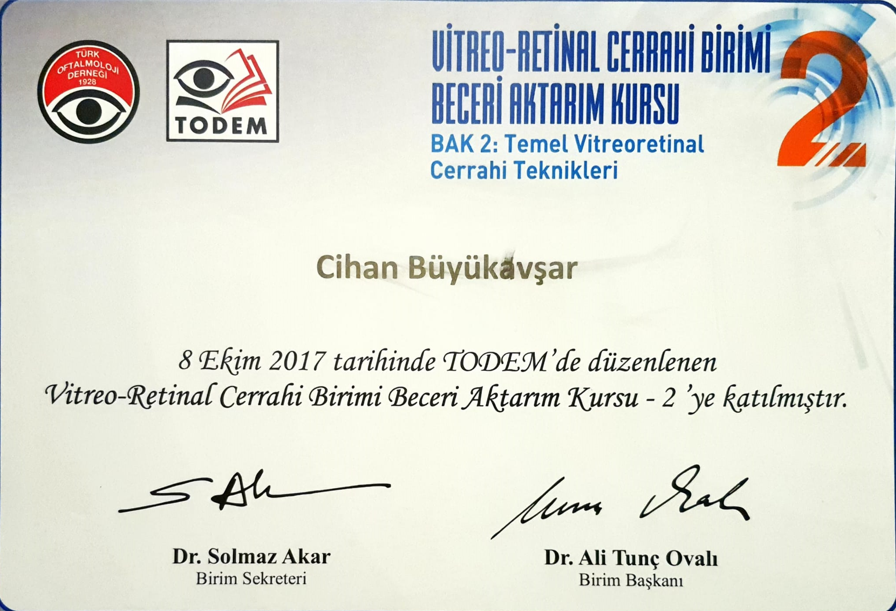 TÜRK
OFTALMOLOJİ
DERNEĞİ
1928
TODEM
VİTREO-RETİNAL CERRAHİ BİRİMİ
BECERİ AKTARIM KURSU
BAK 2: Temel Vitreoretinal
Cerrahi Teknikleri
2
Cihan Büyükavşar
8 Ekim 2017 tarihinde TODEM’de düzenlenen
Vitreo-Retinal Cerrahi Birimi Beceri Aktarım Kursu - 2 ’ye katılmıştır.
Dr. Solmaz Akar
Birim Sekreteri
Dr. Ali Tunç Ovalı
Birim Başkanı